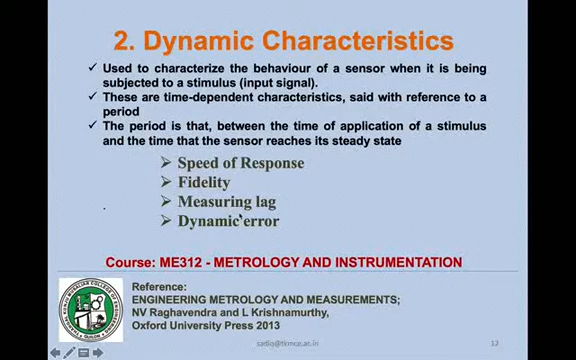 2. Dynamic Characteristics
✓ Used to characterize the behaviour of a sensor when it is being
subjected to a stimulus (input signal).
✓ These are time-dependent characteristics, said with reference to a
period
✓ The period is that, between the time of application of a stimulus
and the time that the sensor reaches its steady state
➢ Speed of Response
➢ Fidelity
➢ Measuring lag
➢ Dynamic error
Course: ME312 - METROLOGY AND INSTRUMENTATION
Reference:
ENGINEERING METROLOGY AND MEASUREMENTS;
NV Raghavendra and L Krishnamurthy,
Oxford University Press 2013
sadiq@tkmce.ac.in
12